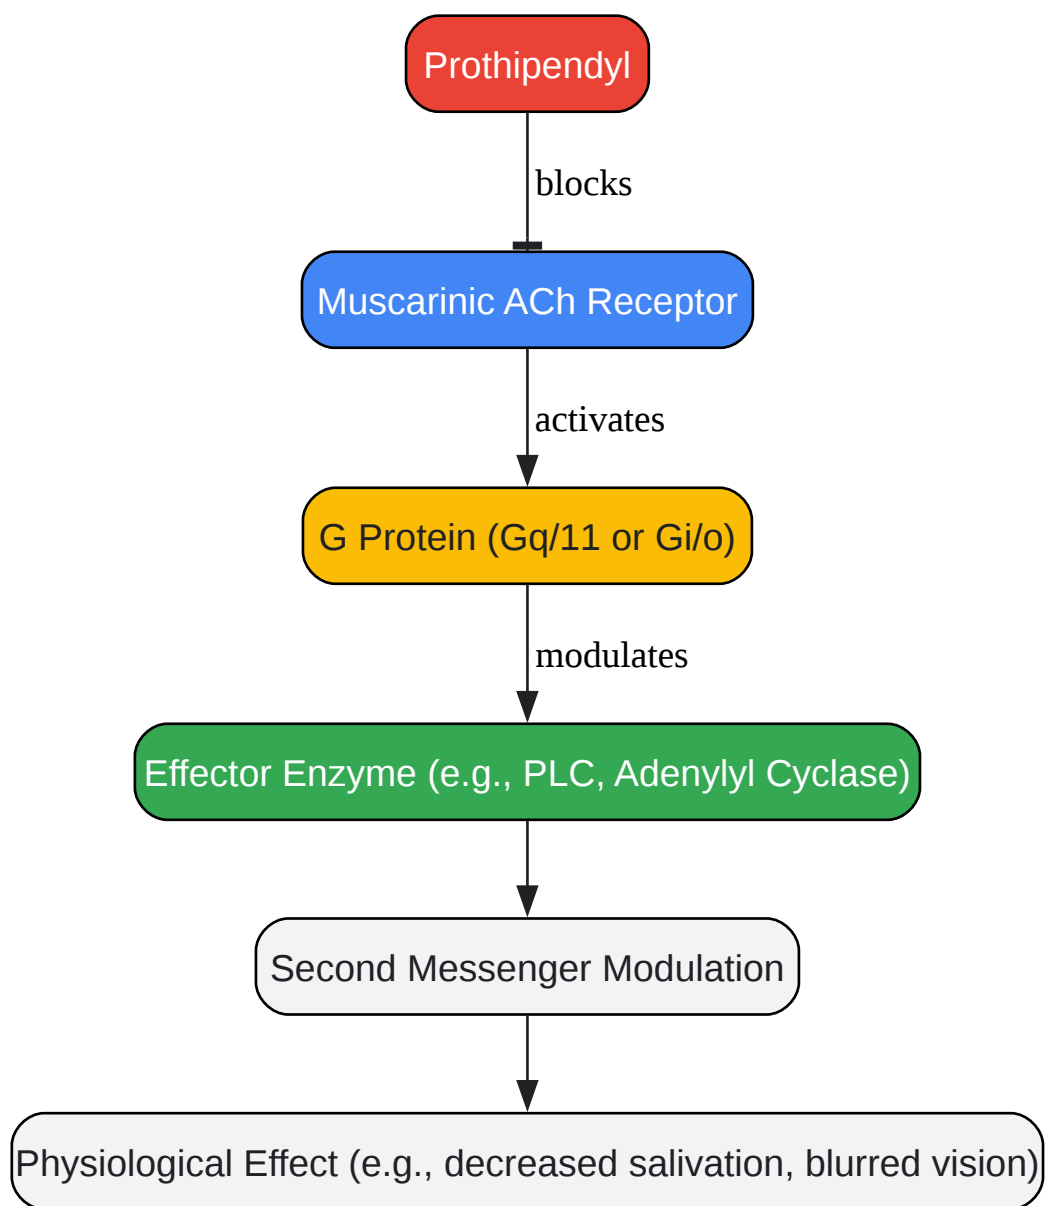 Prothipendyl
blocks
Muscarinic ACh Receptor
activates
G Protein (Gq/11 or Gi/o)
modulates
Effector Enzyme (e.g., PLC, Adenylyl Cyclase)
Second Messenger Modulation
Physiological Effect (e.g., decreased salivation, blurred vision)